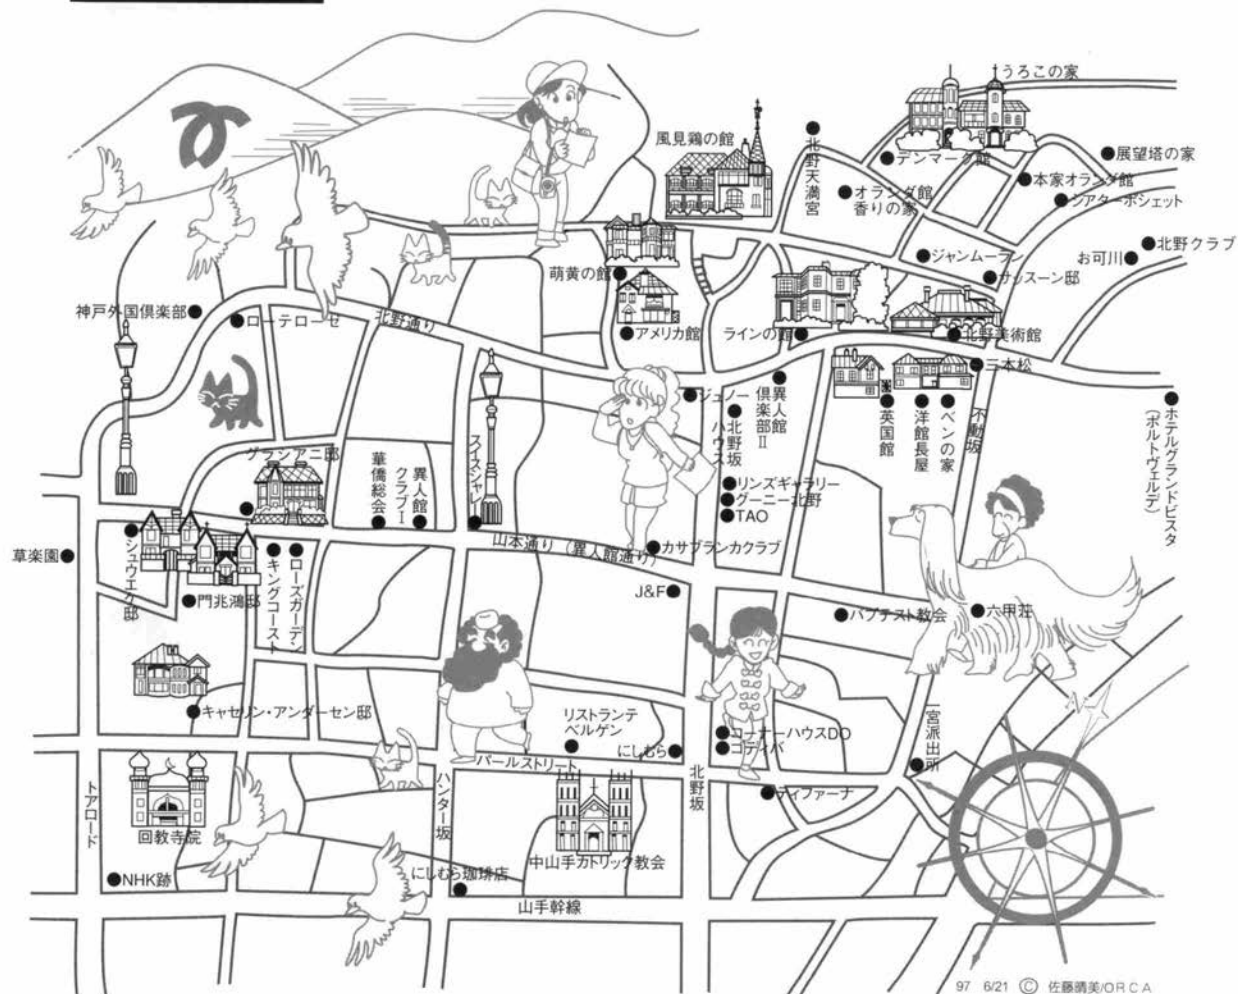 うろこの家
風見鶏の館
北野天満宮
デンマーク館
展望塔の家
本家オランダ館
オランダ館
香りの家
シアターポシェット
北野クラブ
お可川
ジャンムーラン
サッスーン邸
萌黄の館
神戸外国倶楽部
ローテローゼ
北野通り
アメリカ館
ラインの館
北野美術館
三本松
ジュノー
異人館
倶楽部Ⅱ
北野坂
ハウス
英国館
洋館長屋
ベンの家
不動坂
ホテルグランドビスタ
(ポルトヴェルデ)
グラシアニ邸
華僑総会
異人館
クラブⅠ
スイスシャレー
リンズギャラリー
グーニー北野
TAO
山本通り(異人館通り)
カサブランカクラブ
草楽園
シュウエケ邸
門兆鴻邸
キングコースト
ローズガーデン
J&F
バプテスト教会
六甲荘
キャセリン・アンダーセン邸
リストランテ
ベルゲン
にしむら
コーナーハウスDO
ゴディバ
一宮派出所
パールストリート
トアロード
ハンター坂
北野坂
ティファーナ
回教寺院
中山手カトリック教会
NHK跡
にしむら珈琲店
山手幹線
97 6/21 © 佐藤晴美/ORCA